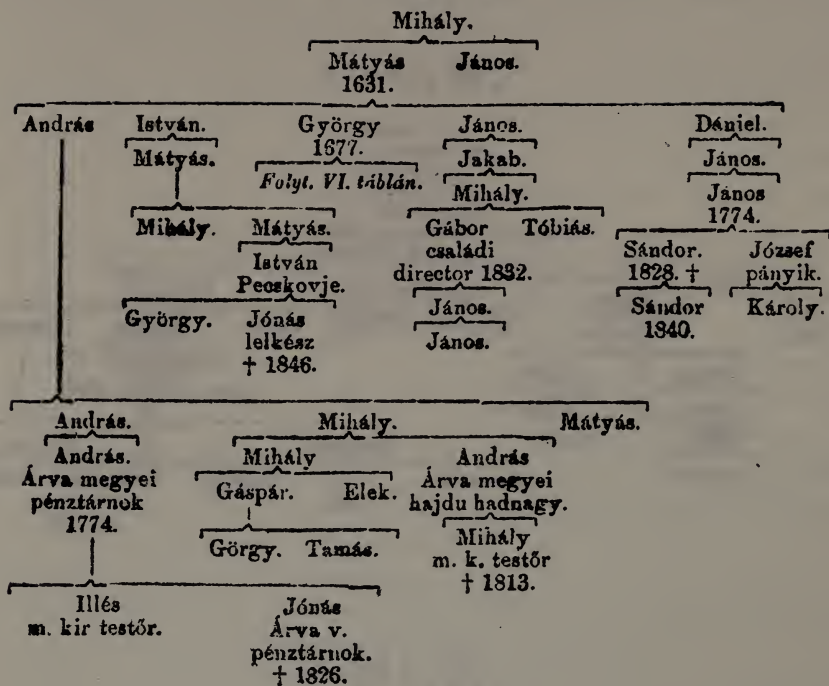 Mihály.
Mátyás János.
1631.
András István. György János. Dániel.
1677.
Mátyás. Jakab. János.
Folyt. VI. táblán.
Mihály. János
1774.
Mihály. Mátyás. Gábor Tóbiás. Sándor. József
családi 1828. † pányik.
István director 1832.
Pecskovje. János. Sándor Károly.
1840.
György. Jónás János.
lelkész
† 1846.
András. Mihály. Mátyás.
András. Mihály András
Árva megyei Árva megyei
pénztárnok Gáspár. Elek. hajdu hadnagy.
1774.
Görgy. Tamás. Mihály
m. k. testőr
† 1813.
Illés Jónás
m. kir testőr. Árva v.
pénztárnok.
† 1826.